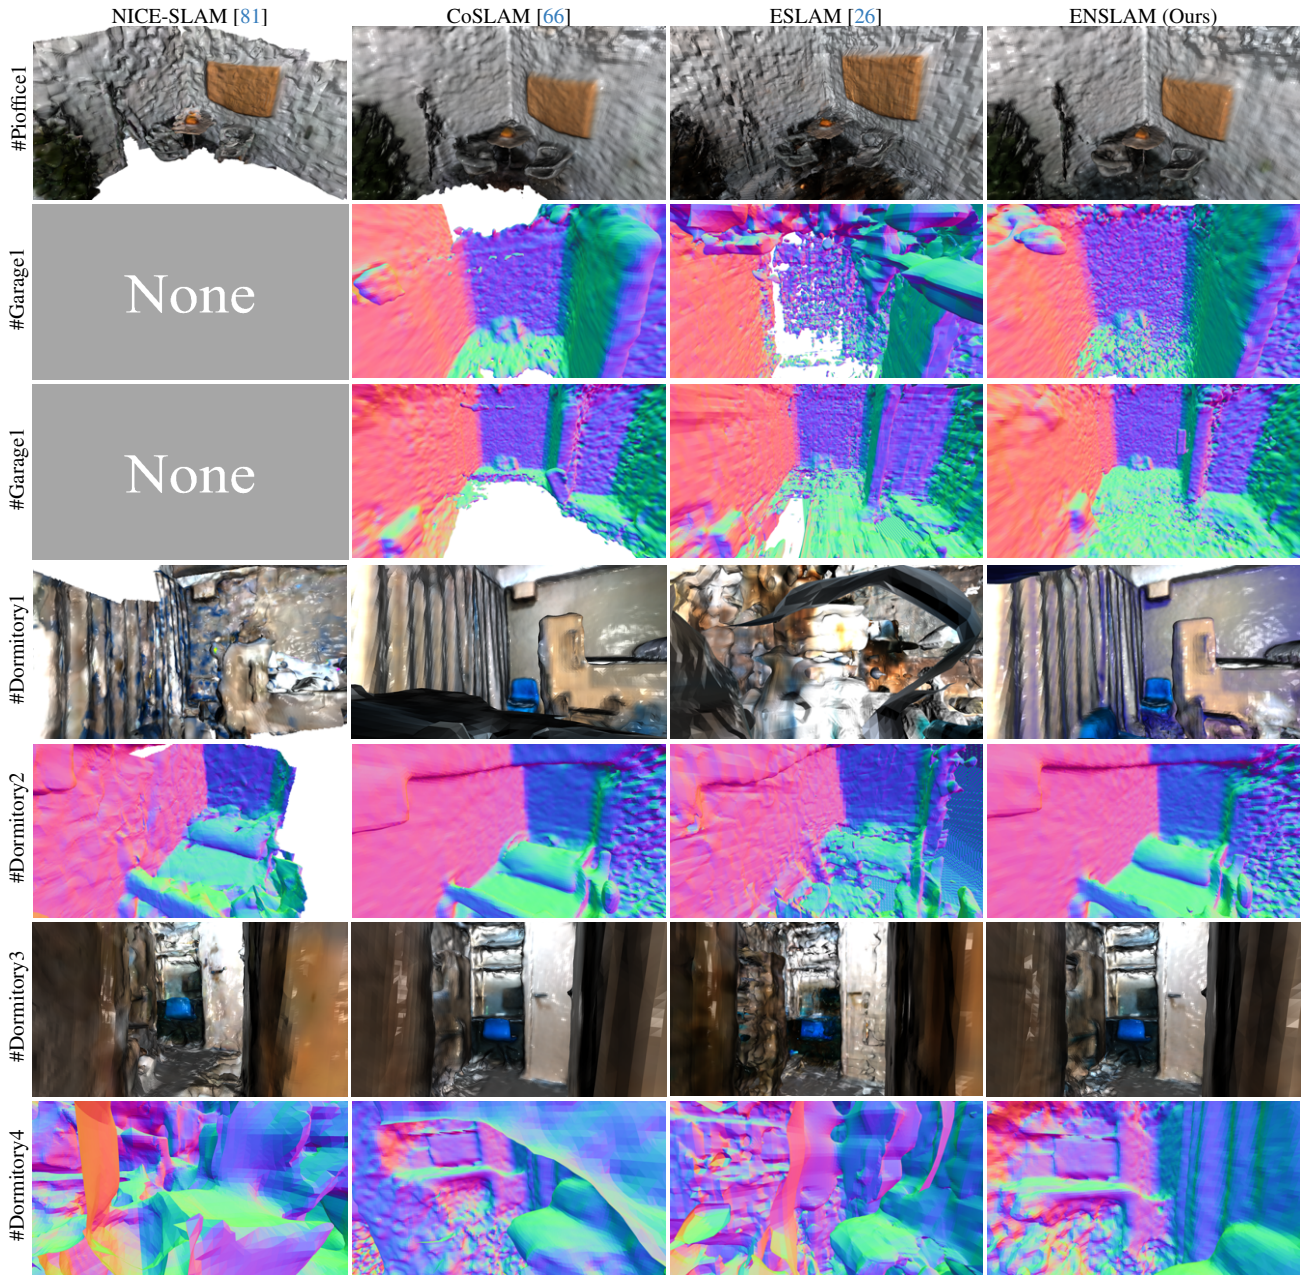 NICE-SLAM [81]
CoSLAM [66]
ESLAM [26]
ENSLAM (Ours)
#Pioffice1
#Garage1
None
#Garage1
None
#Dormitory1
#Dormitory2
#Dormitory3
#Dormitory4